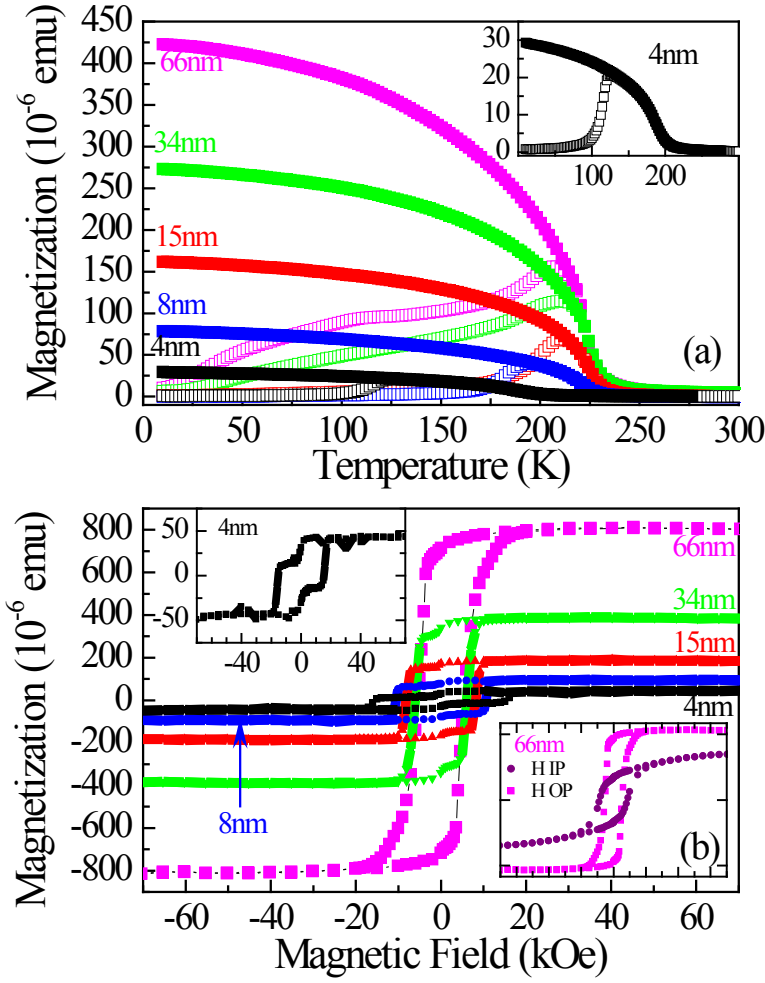 Magnetization (10⁻⁶ emu)
450
400
350
300
250
200
150
100
50
0
66nm
34nm
15nm
8nm
4nm
30
20
10
0
4nm
100 200
(a)
0 50 100 150 200 250 300
Temperature (K)
Magnetization (10⁻⁶ emu)
800
600
400
200
0
-200
-400
-600
-800
50
0
-50
4nm
-40 0 40
66nm
34nm
15nm
4nm
8nm
66nm
H IP
H OP
(b)
-60 -40 -20 0 20 40 60
Magnetic Field (kOe)